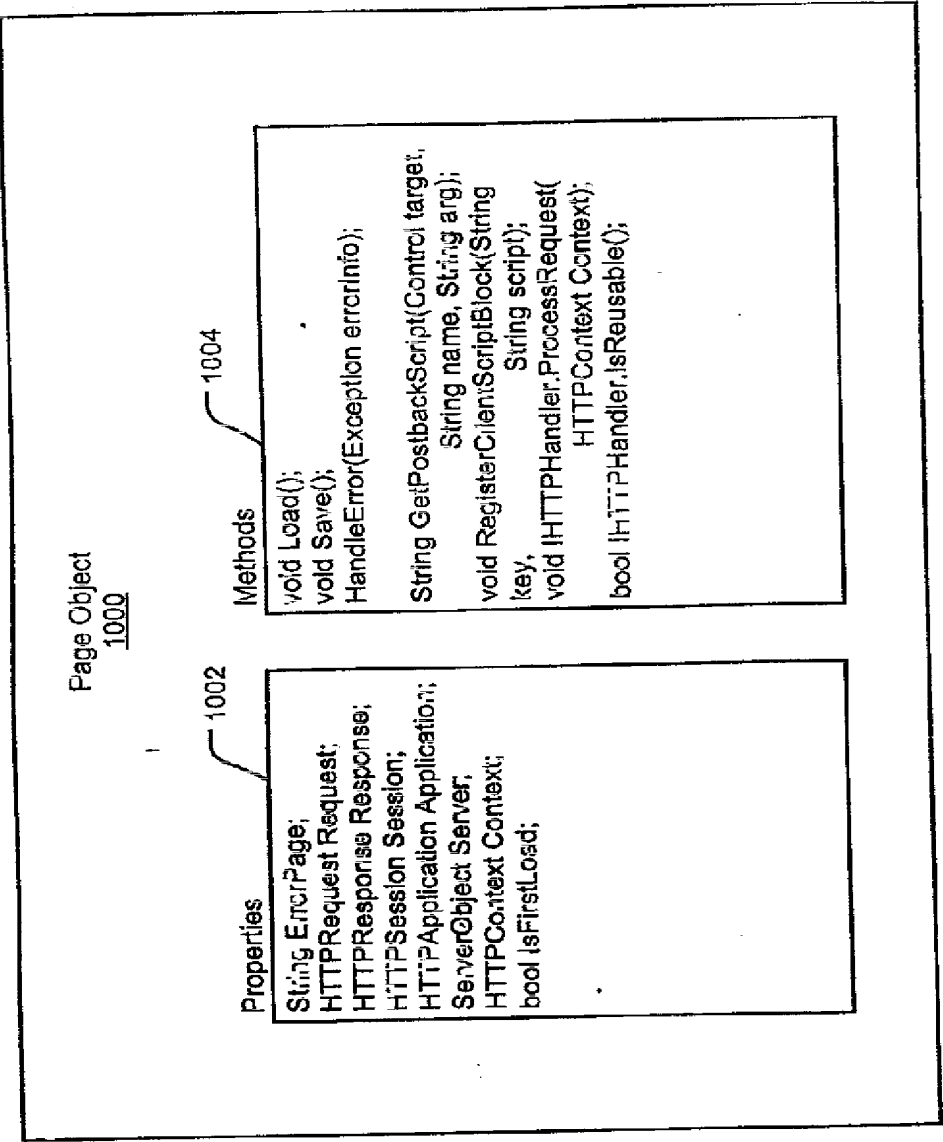 Page Object
1000
1002
Properties
String ErrorPage;
HTTPRequest Request;
HTTPResponse Response;
HTTPSession Session;
HTTPApplication Application;
ServerObject Server;
HTTPContext Context;
bool IsFirstLoad;
1004
Methods
void Load();
void Save();
HandleError(Exception errorInfo);
String GetPostbackScript(Control target,
String name, String arg);
void RegisterClientScriptBlock(String
key, String script);
void IHTTPHandler.ProcessRequest(
HTTPContext Context);
bool IHTTPHandler.IsReusable();